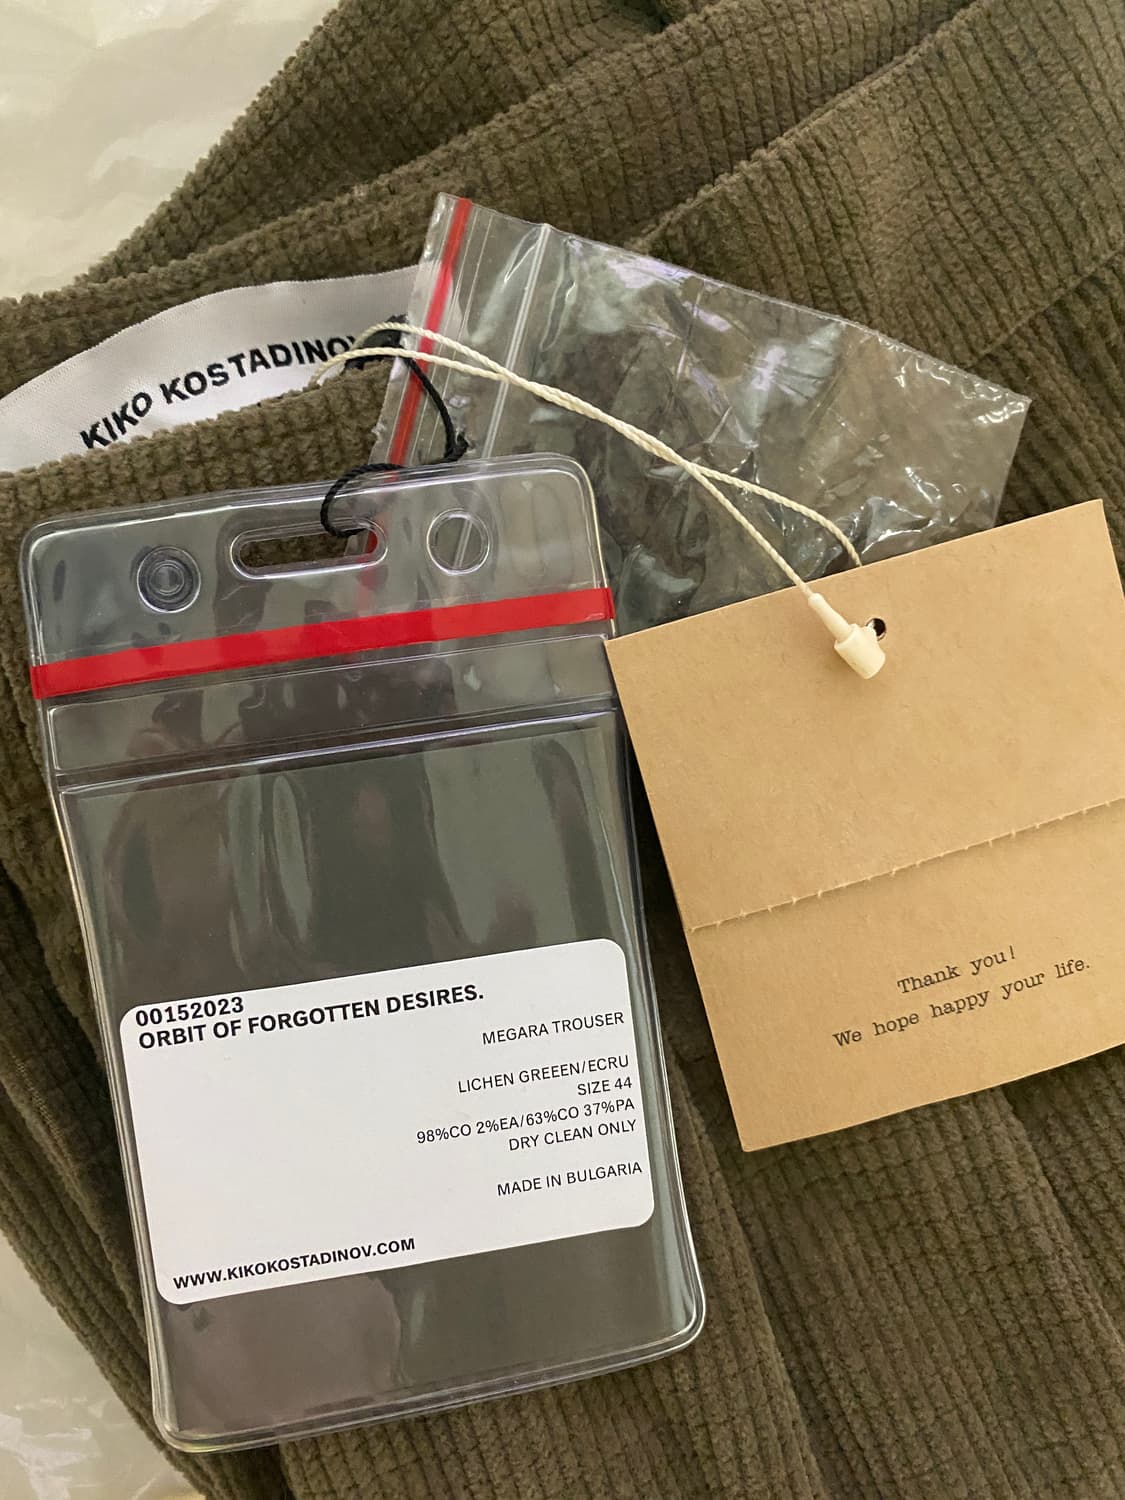 KIKO KOSTADINOV
00152023
ORBIT OF FORGOTTEN DESIRES.
MEGARA TROUSER
LICHEN GREEEN/ECRU
SIZE 44
98%CO 2%EA/63%CO 37%PA
DRY CLEAN ONLY
MADE IN BULGARIA
WWW.KIKOKOSTADINOV.COM
Thank you!
We hope happy your life.